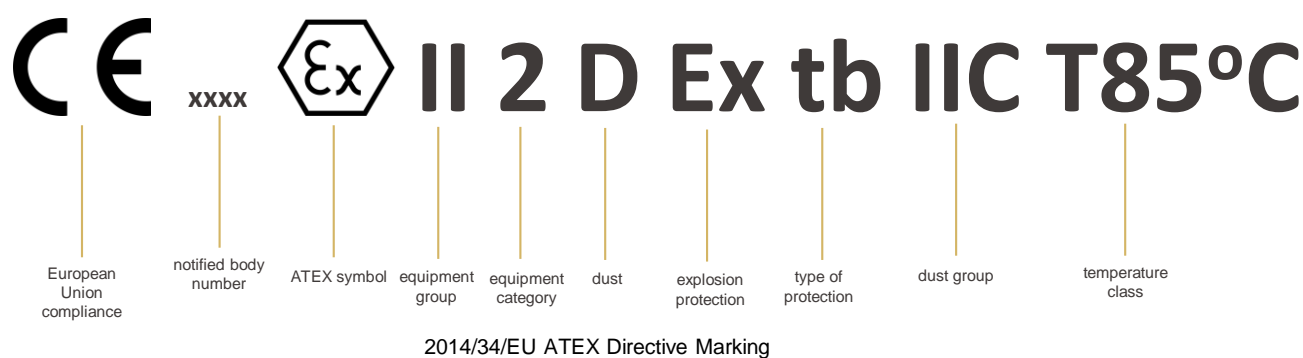 CE xxxx Ex II 2 D Ex tb IIC T85ºC
European
Union
compliance
notified body
number
ATEX symbol
equipment
group
equipment
category
dust
explosion
protection
type of
protection
dust group
temperature
class
2014/34/EU ATEX Directive Marking